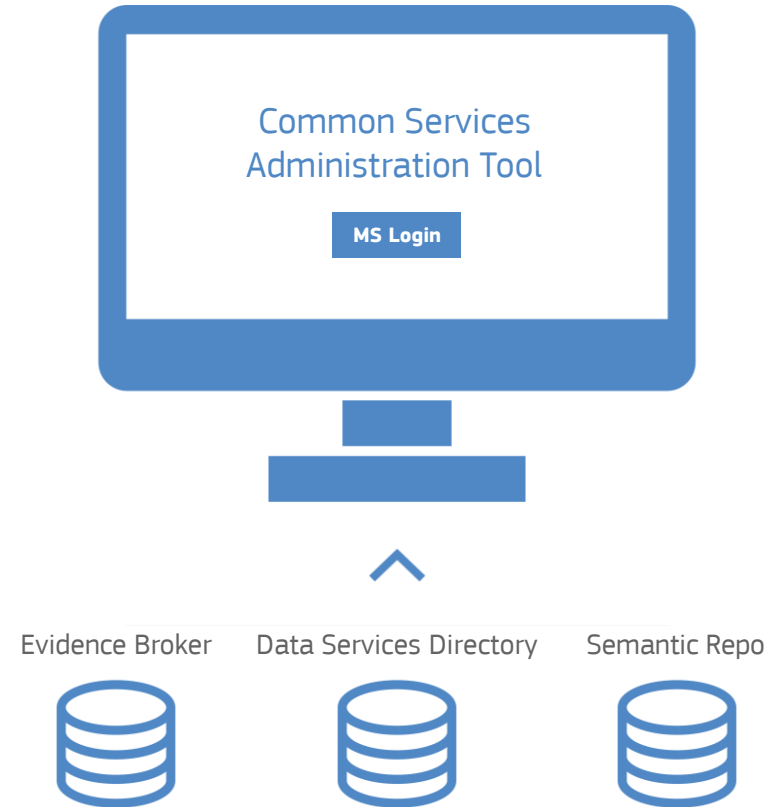 Common Services
Administration Tool
MS Login
Evidence Broker
Data Services Directory
Semantic Repo